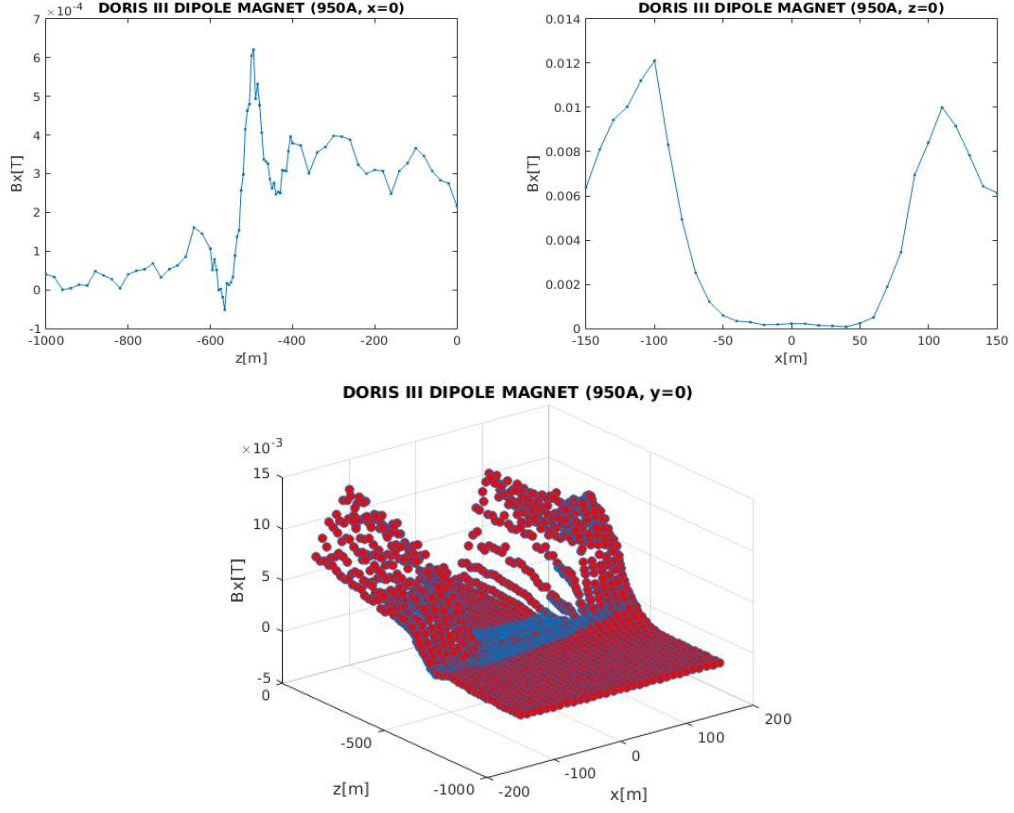 DORIS III DIPOLE MAGNET (950A, x=0)
×10⁻⁴
7
6
5
4
3
2
1
0
-1
Bx[T]
-1000 -800 -600 -400 -200 0
z[m]
DORIS III DIPOLE MAGNET (950A, z=0)
0.014
0.012
0.01
0.008
0.006
0.004
0.002
0
Bx[T]
-150 -100 -50 0 50 100 150
x[m]
DORIS III DIPOLE MAGNET (950A, y=0)
×10⁻³
15
10
5
0
-5
Bx[T]
0
-500
-1000
z[m]
-200
-100
0
100
200
x[m]